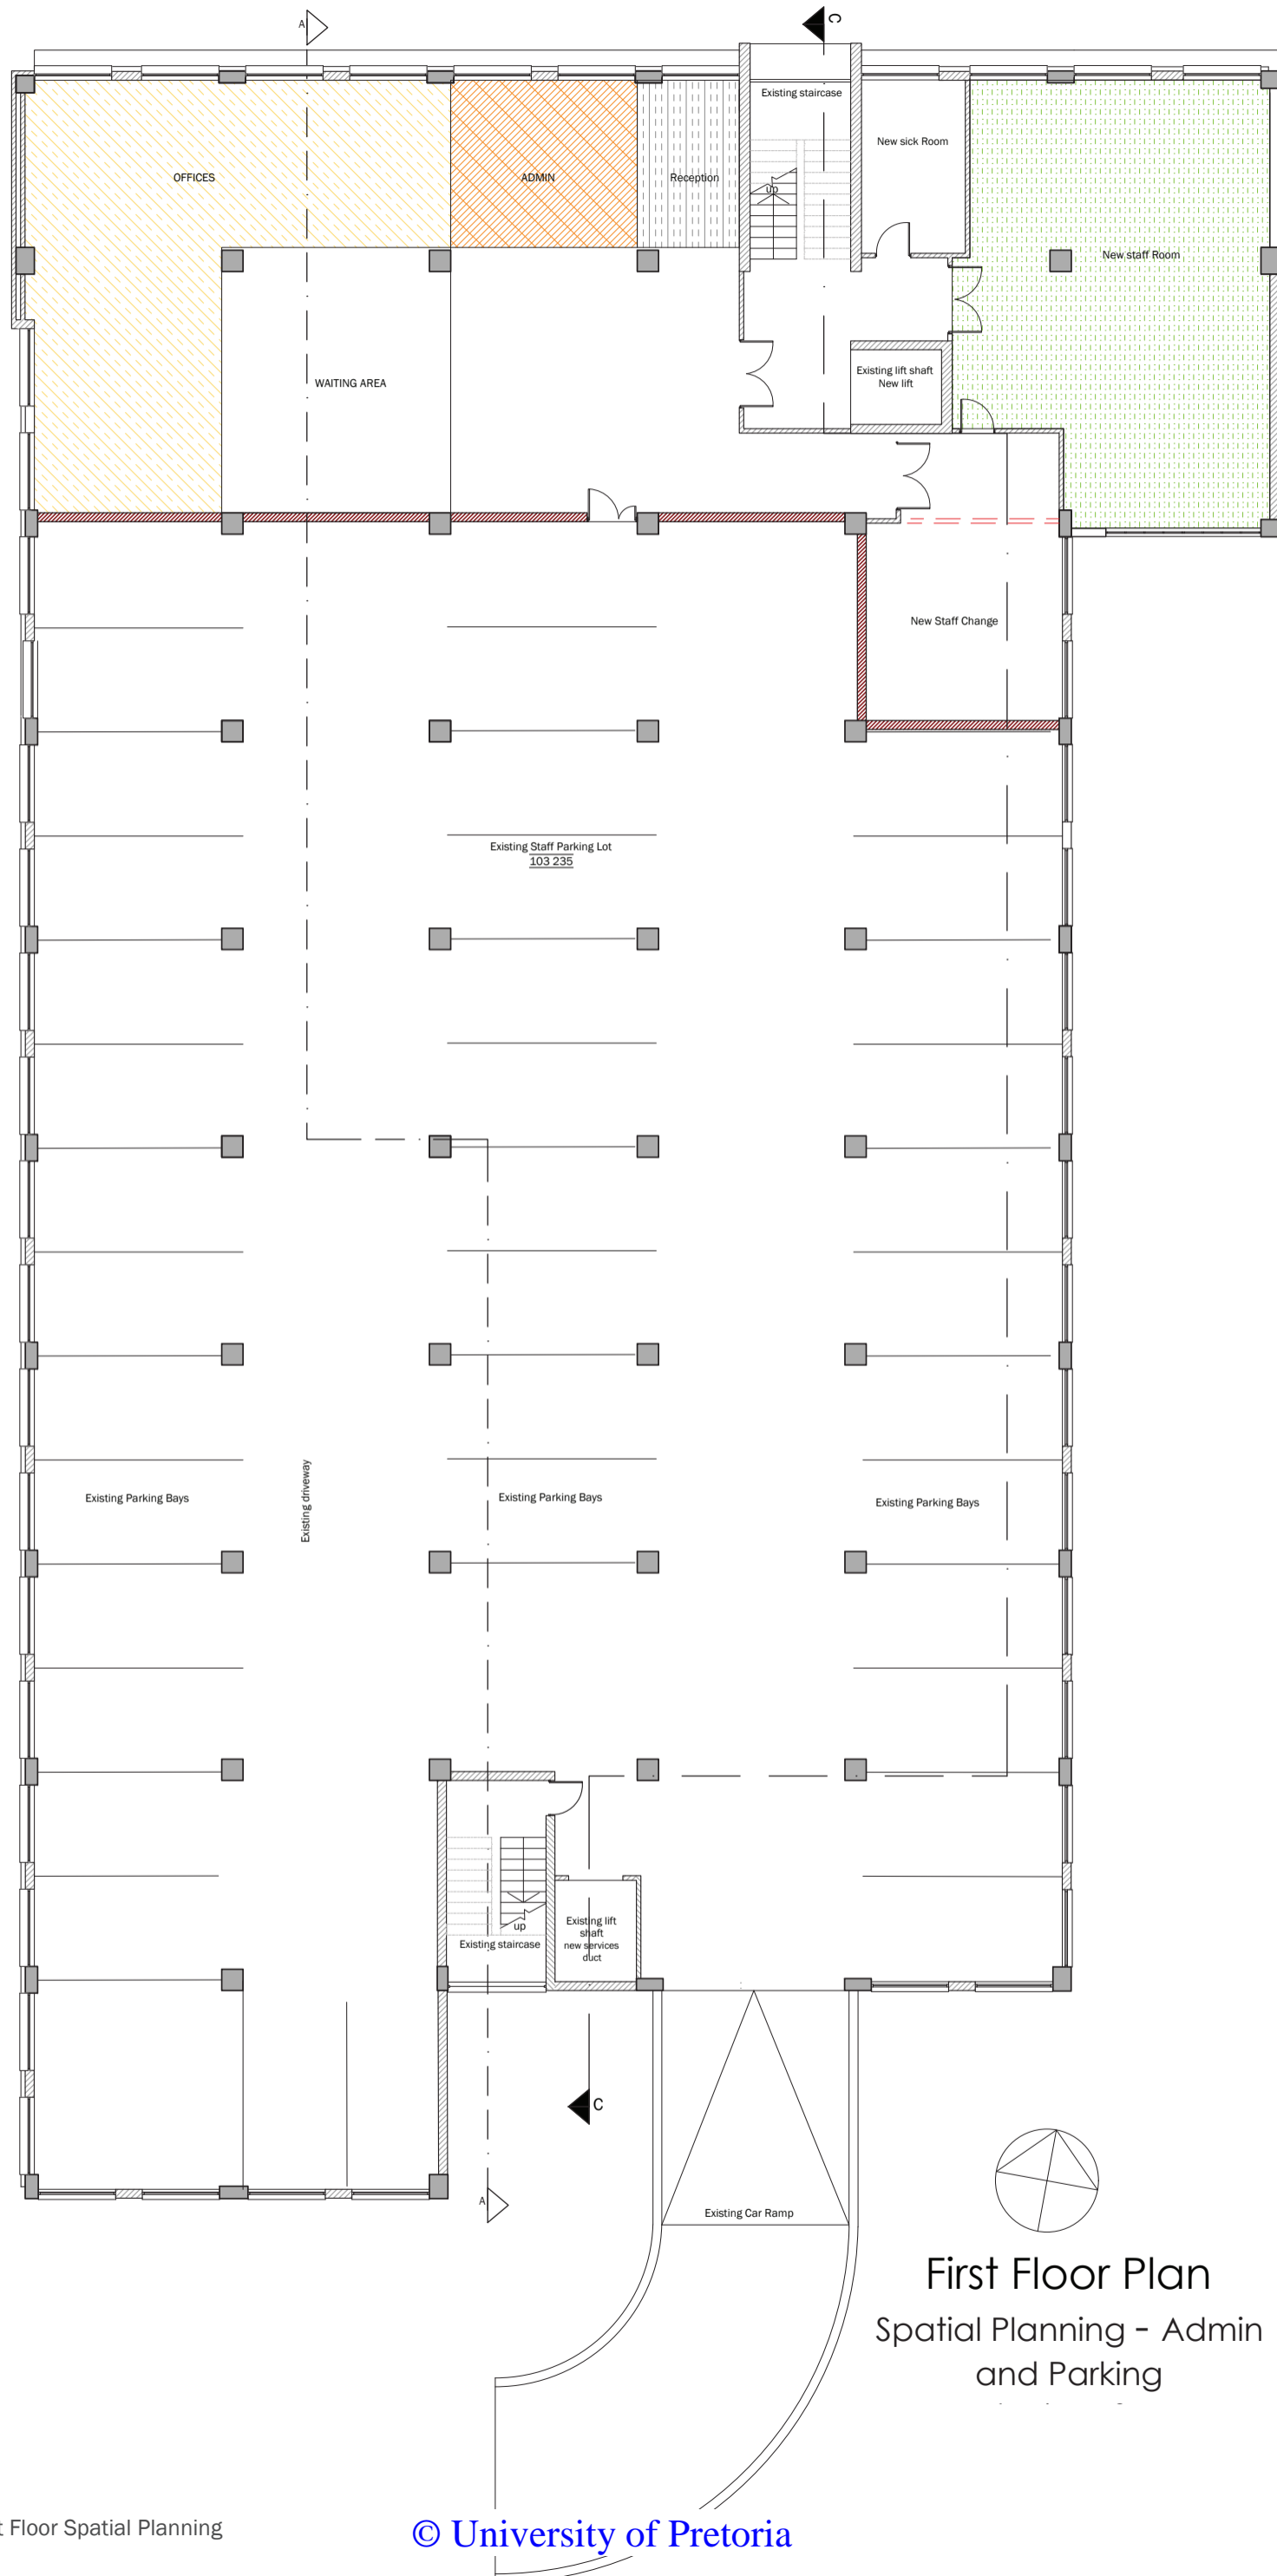 A
C
Existing staircase
New sick Room
OFFICES
ADMIN
Reception
up
New staff Room
Existing lift shaft
New lift
WAITING AREA
New Staff Change
Existing Staff Parking Lot
103 235
Existing driveway
Existing Parking Bays
Existing Parking Bays
Existing Parking Bays
up
Existing staircase
Existing lift
shaft
new services
duct
C
A
Existing Car Ramp
First Floor Plan
Spatial Planning - Admin
and Parking
Floor Spatial Planning
© University of Pretoria